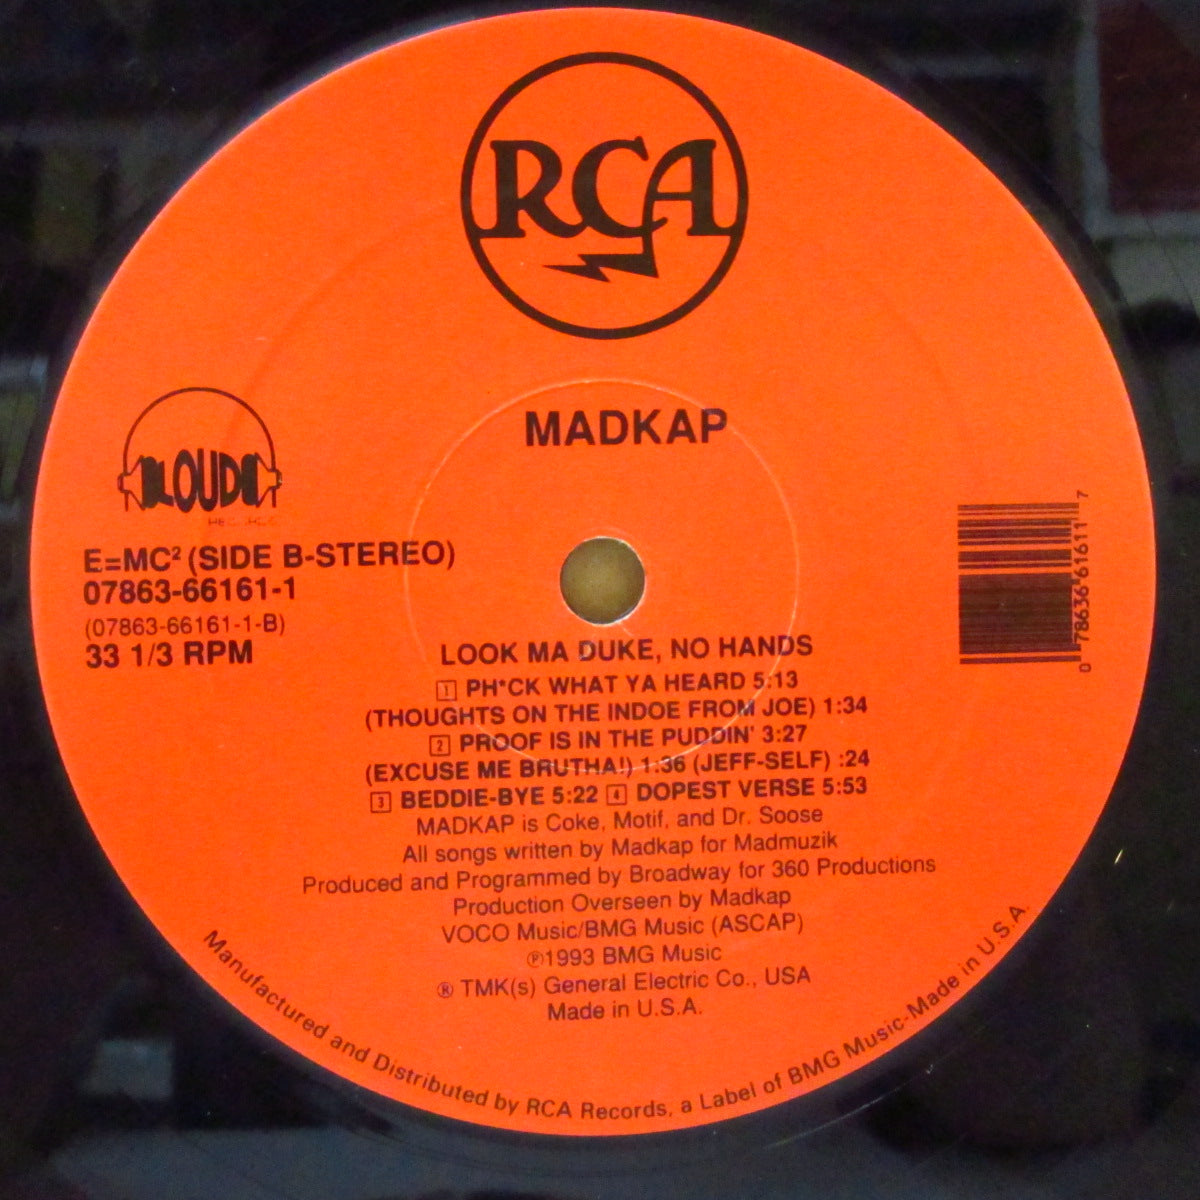 RCA
MADKAP
LOUD
RECORDS
E=MC² (SIDE B-STEREO)
07863-66161-1
(07863-66161-1-B)
33 1/3 RPM
0 78636 61611 7
LOOK MA DUKE, NO HANDS
1 PH*CK WHAT YA HEARD 5:13
(THOUGHTS ON THE INDOE FROM JOE) 1:34
2 PROOF IS IN THE PUDDIN' 3:27
(EXCUSE ME BRUTHA!) 1:36 (JEFF-SELF) :24
3 BEDDIE-BYE 5:22 4 DOPEST VERSE 5:53
MADKAP is Coke, Motif, and Dr. Soose
All songs written by Madkap for Madmuzik
Produced and Programmed by Broadway for 360 Productions
Production Overseen by Madkap
VOCO Music/BMG Music (ASCAP)
℗1993 BMG Music
® TMK(s) General Electric Co., USA
Made in U.S.A.
Manufactured and Distributed by RCA Records, a Label of BMG Music-Made in U.S.A.